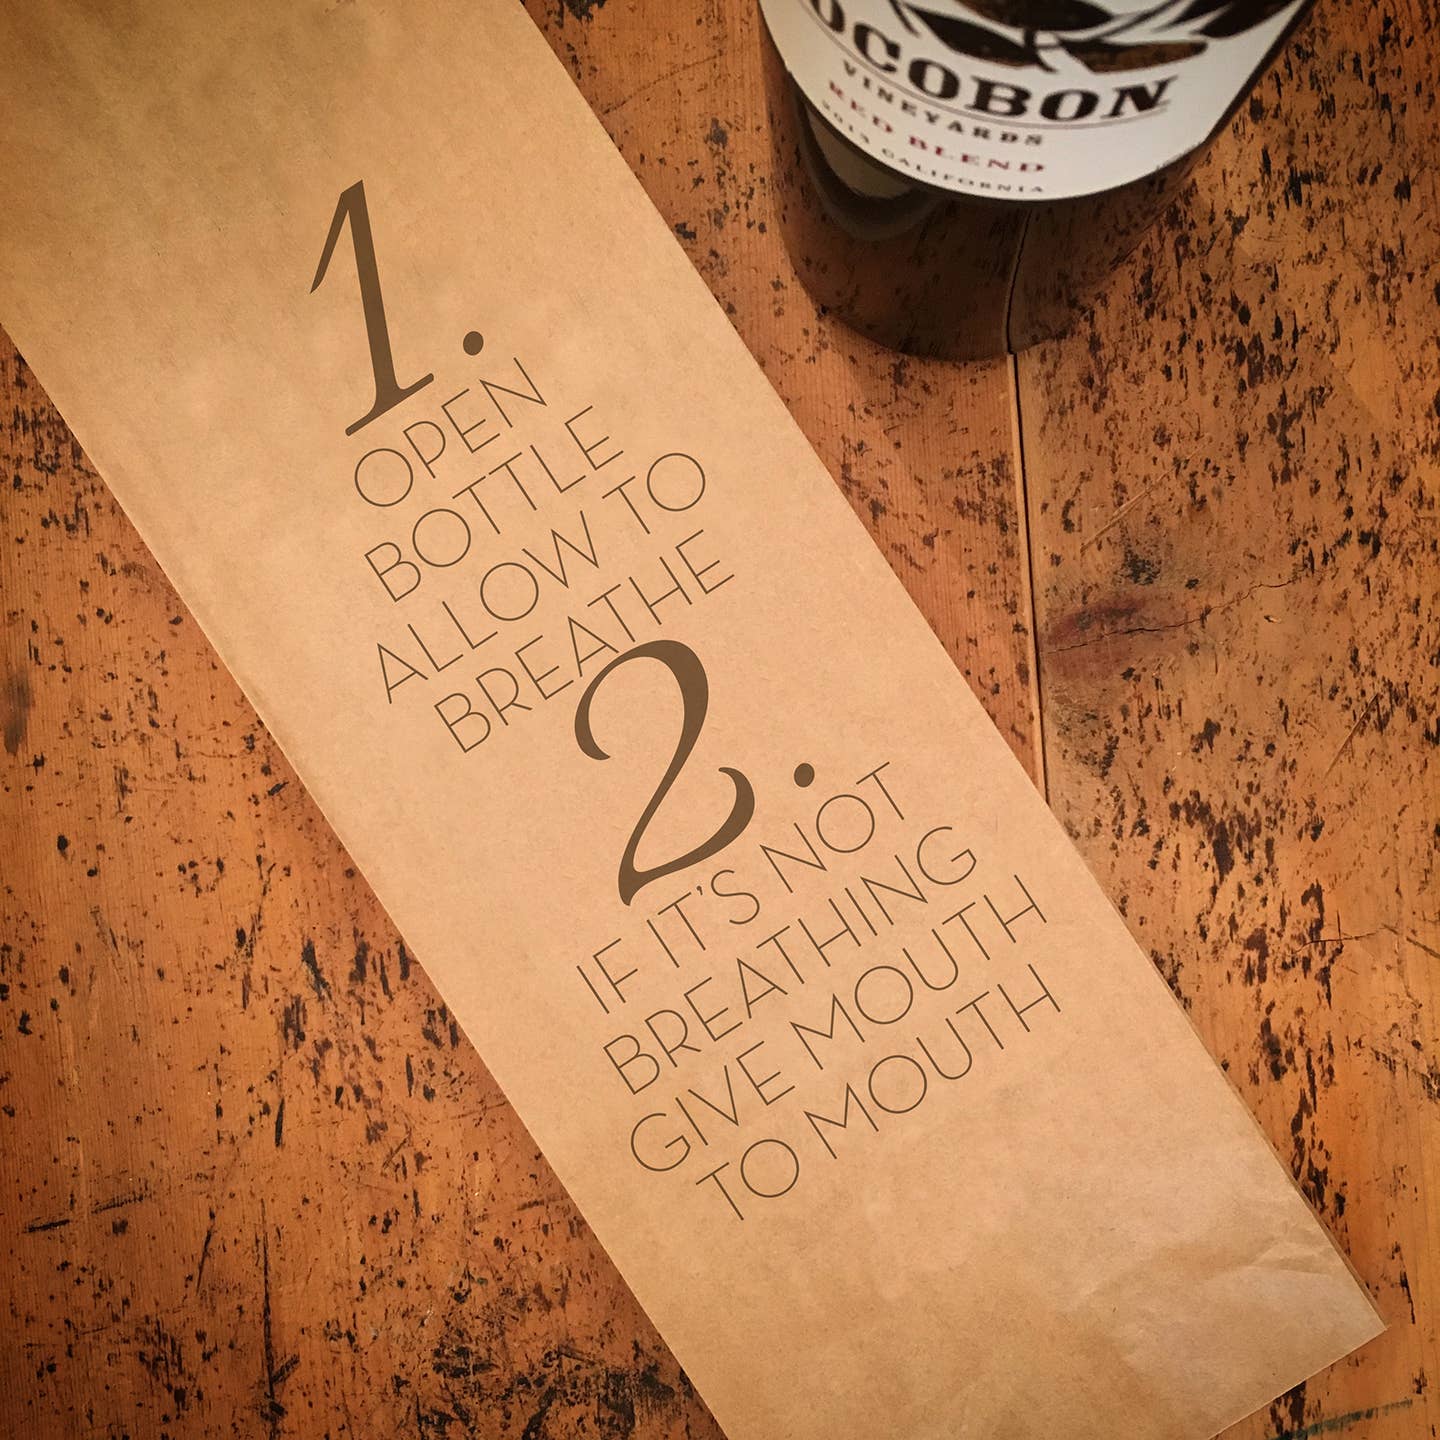 OCOBON
VINEYARDS
RED BLEND
2013 CALIFORNIA
1.
OPEN
BOTTLE
ALLOW TO
BREATHE
2.
IF IT'S NOT
BREATHING
GIVE MOUTH
TO MOUTH